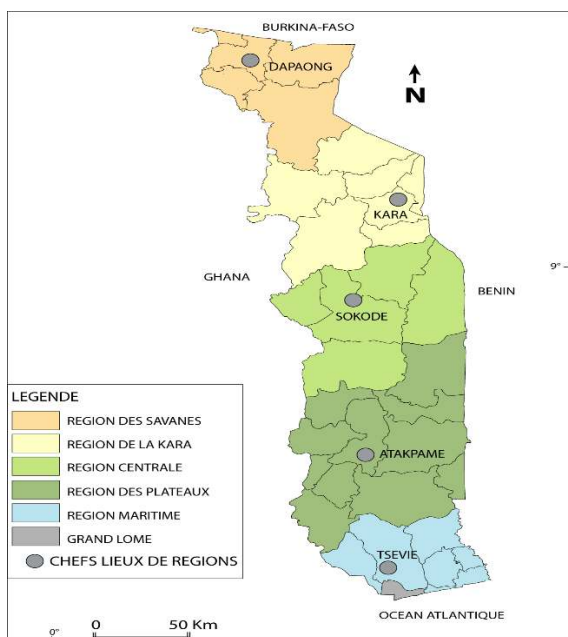 BURKINA-FASO
DAPAONG
N
KARA
GHANA
9°
BENIN
SOKODE
LEGENDE
REGION DES SAVANES
REGION DE LA KARA
REGION CENTRALE
REGION DES PLATEAUX
REGION MARITIME
GRAND LOME
CHEFS LIEUX DE REGIONS
ATAKPAME
TSEVIE
OCEAN ATLANTIQUE
0°
0 50 Km